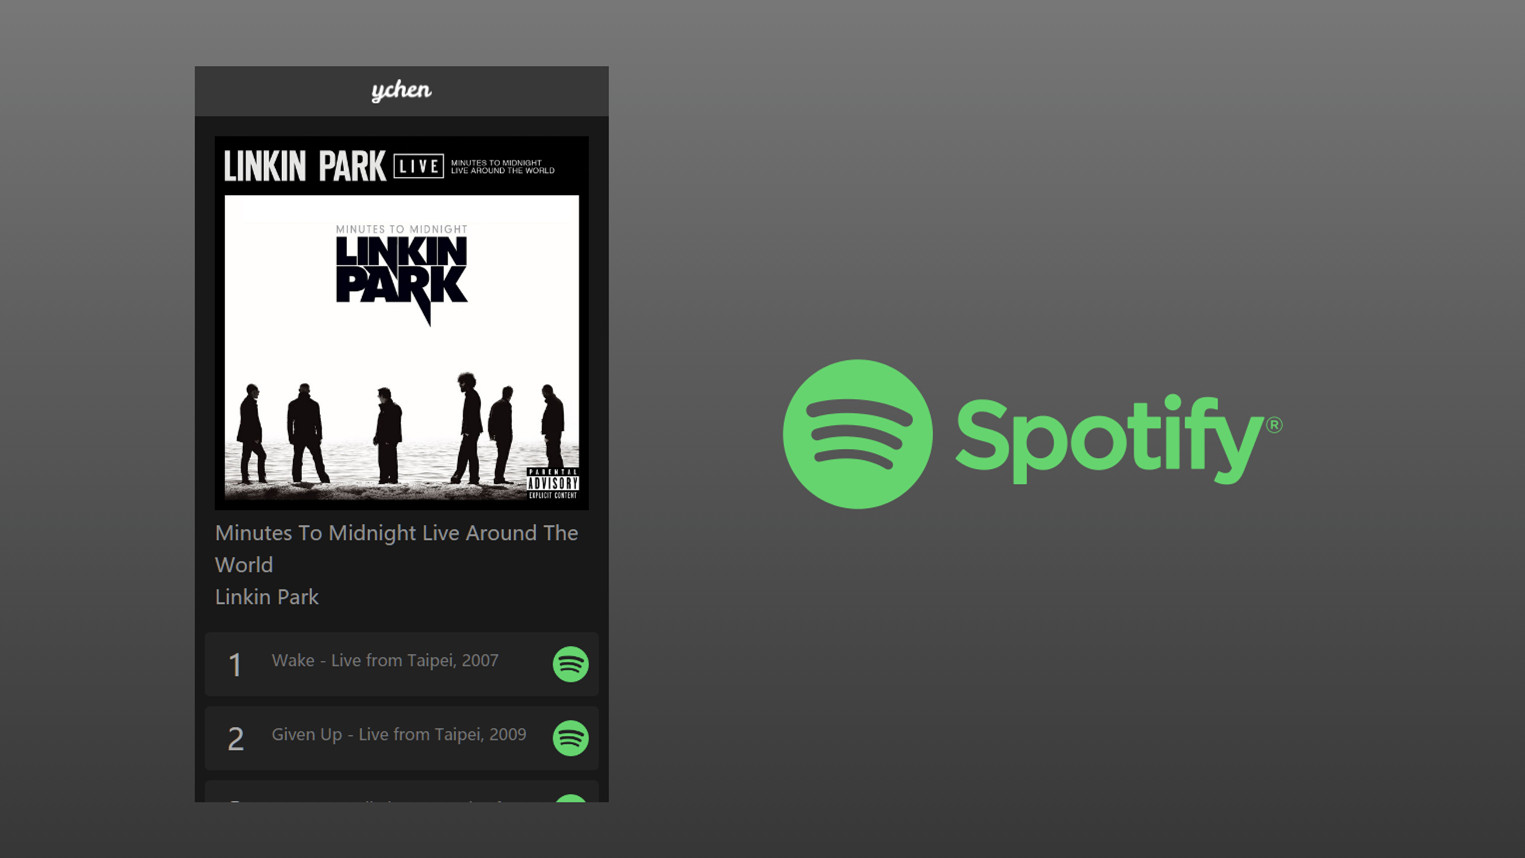 ychen
LINKIN PARK LIVE MINUTES TO MIDNIGHT
LIVE AROUND THE WORLD
MINUTES TO MIDNIGHT
LINKIN
PARK
PARENTAL
ADVISORY
EXPLICIT CONTENT
Minutes To Midnight Live Around The
World
Linkin Park
1 Wake - Live from Taipei, 2007
2 Given Up - Live from Taipei, 2009
Spotify®